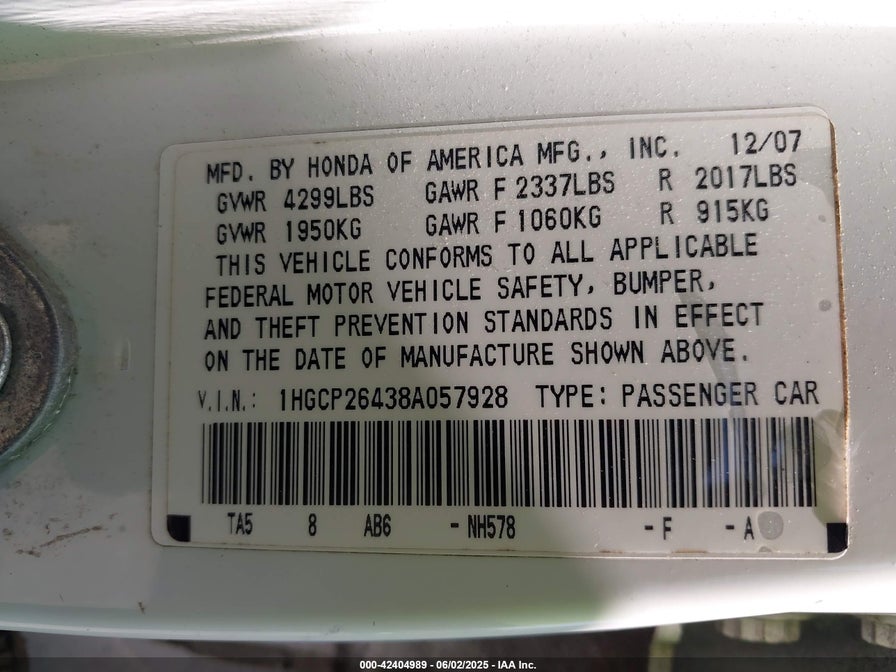 MFD. BY HONDA OF AMERICA MFG., INC. 12/07
GVWR 4299LBS GAWR F 2337LBS R 2017LBS
GVWR 1950KG GAWR F 1060KG R 915KG
THIS VEHICLE CONFORMS TO ALL APPLICABLE
FEDERAL MOTOR VEHICLE SAFETY, BUMPER,
AND THEFT PREVENTION STANDARDS IN EFFECT
ON THE DATE OF MANUFACTURE SHOWN ABOVE.
V.I.N.: 1HGCP26438A057928 TYPE: PASSENGER CAR
TA5 8 AB6 -NH578 -F -A
000-42404989 - 06/02/2025 - IAA Inc.